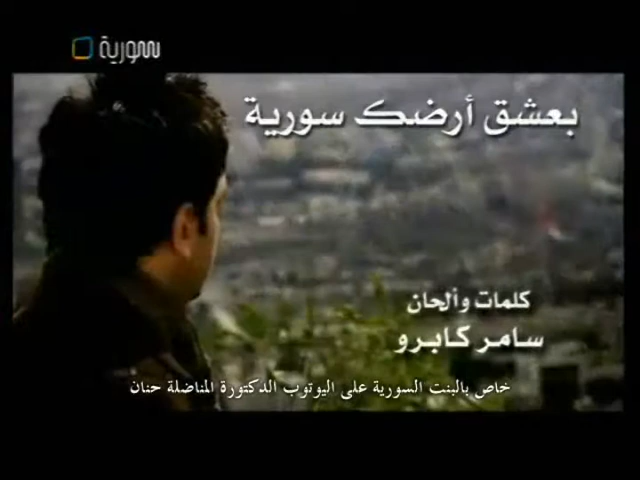 سورية
بعشق أرضك سورية
كلمات وألحان
سامر كابرو
خاص بالبنت السورية على اليوتوب الدكتورة المناضلة حنان